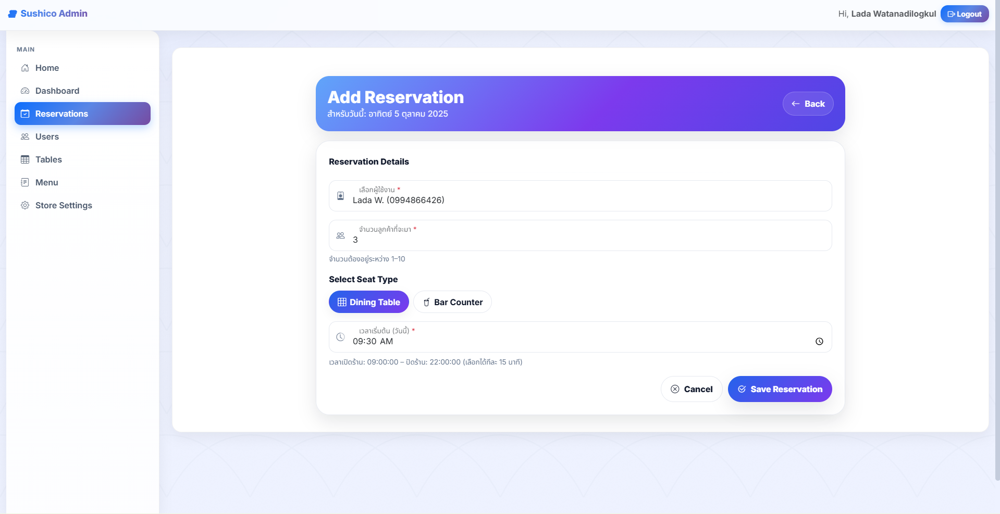 Sushico Admin
Hi, Lada Watanadilogkul
Logout
MAIN
Home
Dashboard
Reservations
Users
Tables
Menu
Store Settings
Add Reservation
สำหรับวันนี้: อาทิตย์ 5 ตุลาคม 2025
Back
Reservation Details
เลือกผู้ใช้งาน *
Lada W. (0994866426)
จำนวนลูกค้าที่จะมา *
3
จำนวนต้องอยู่ระหว่าง 1–10
Select Seat Type
Dining Table
Bar Counter
เวลาเริ่มต้น (วันนี้) *
09:30 AM
เวลาเปิดร้าน: 09:00:00 – ปิดร้าน: 22:00:00 (เลือกได้ทีละ 15 นาที)
Cancel
Save Reservation